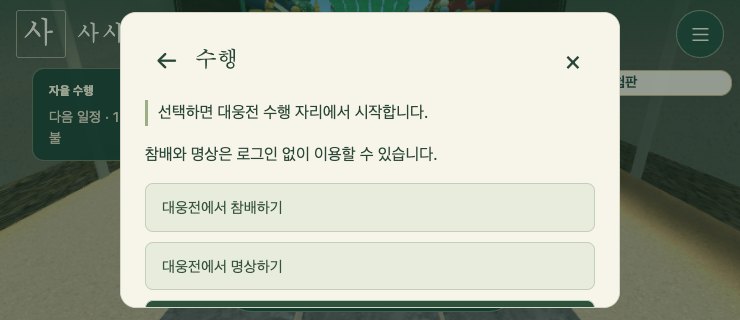 사
사시
자율 수행
다음 일정 · 1
불
← 수행 ×
선택하면 대웅전 수행 자리에서 시작합니다.
참배와 명상은 로그인 없이 이용할 수 있습니다.
대웅전에서 참배하기
대웅전에서 명상하기
험판